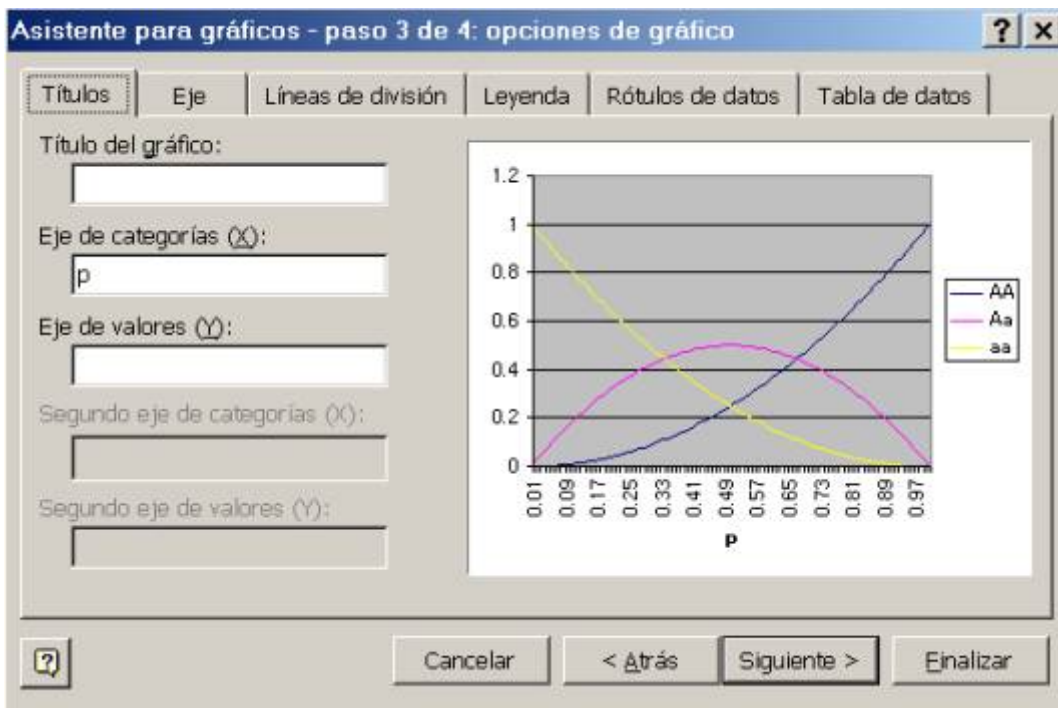 Asistente para gráficos - paso 3 de 4: opciones de gráfico
Títulos
Eje
Líneas de división
Leyenda
Rótulos de datos
Tabla de datos
Título del gráfico:
Eje de categorías (X):
p
Eje de valores (Y):
Segundo eje de categorías (X):
Segundo eje de valores (Y):
1.2
1
0.8
0.6
0.4
0.2
0
0.01
0.09
0.17
0.25
0.33
0.41
0.49
0.57
0.65
0.73
0.81
0.89
0.97
p
AA
Aa
aa
Cancelar
< Atrás
Siguiente >
Finalizar